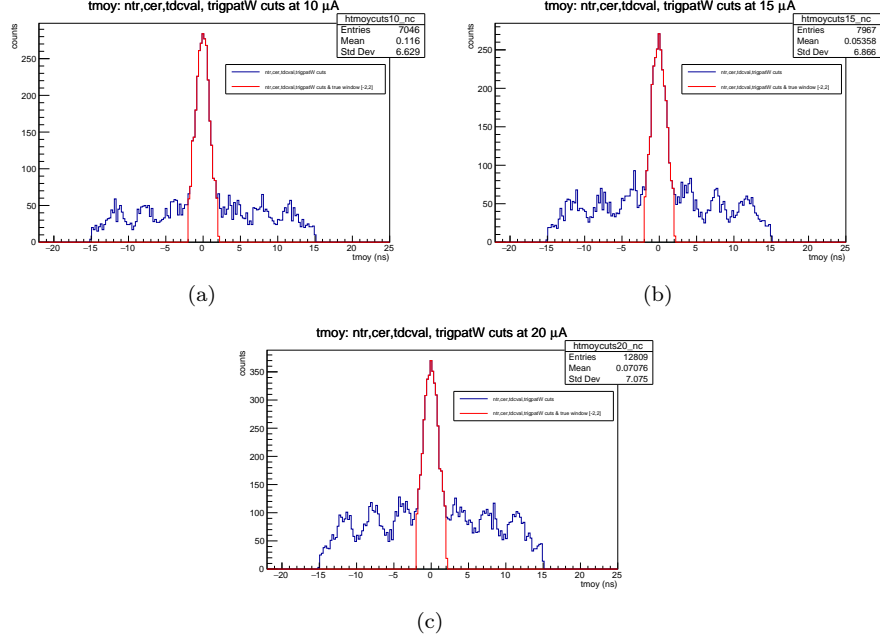 tmoy: ntr,cer,tdcval, trigpatW cuts at 10 μA
htmoycuts10_nc
Entries 7046
Mean 0.116
Std Dev 6.629
counts
ntr,cer,tdcval,trigpatW cuts
ntr,cer,tdcval,trigpatW cuts & true window [-2,2]
250
200
150
100
50
0
−20 −15 −10 −5 0 5 10 15 20 25
tmoy (ns)
(a)
tmoy: ntr,cer,tdcval, trigpatW cuts at 15 μA
htmoycuts15_nc
Entries 7967
Mean 0.05358
Std Dev 6.866
counts
ntr,cer,tdcval,trigpatW cuts
ntr,cer,tdcval,trigpatW cuts & true window [-2,2]
250
200
150
100
50
0
−20 −15 −10 −5 0 5 10 15 20 25
tmoy (ns)
(b)
tmoy: ntr,cer,tdcval, trigpatW cuts at 20 μA
htmoycuts20_nc
Entries 12809
Mean 0.07076
Std Dev 7.075
counts
ntr,cer,tdcval,trigpatW cuts
ntr,cer,tdcval,trigpatW cuts & true window [-2,2]
350
300
250
200
150
100
50
0
−20 −15 −10 −5 0 5 10 15 20 25
tmoy (ns)
(c)